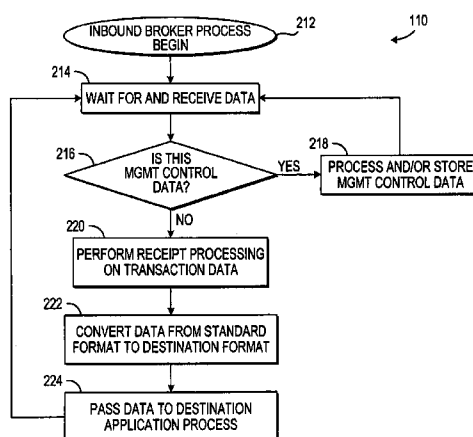 INBOUND BROKER PROCESS
BEGIN
212
110
214
WAIT FOR AND RECEIVE DATA
216
IS THIS
MGMT CONTROL
DATA?
YES
218
PROCESS AND/OR STORE
MGMT CONTROL DATA
NO
220
PERFORM RECEIPT PROCESSING
ON TRANSACTION DATA
222
CONVERT DATA FROM STANDARD
FORMAT TO DESTINATION FORMAT
224
PASS DATA TO DESTINATION
APPLICATION PROCESS